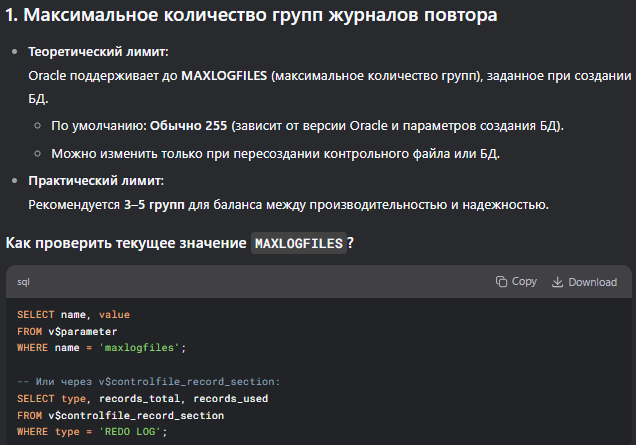 1. Максимальное количество групп журналов повтора
• Теоретический лимит:
Oracle поддерживает до MAXLOGFILES (максимальное количество групп), заданное при создании
БД.
◦ По умолчанию: Обычно 255 (зависит от версии Oracle и параметров создания БД).
◦ Можно изменить только при пересоздании контрольного файла или БД.
• Практический лимит:
Рекомендуется 3–5 групп для баланса между производительностью и надежностью.
Как проверить текущее значение MAXLOGFILES?
sql Copy Download
SELECT name, value
FROM v$parameter
WHERE name = 'maxlogfiles';
-- Или через v$controlfile_record_section:
SELECT type, records_total, records_used
FROM v$controlfile_record_section
WHERE type = 'REDO LOG';